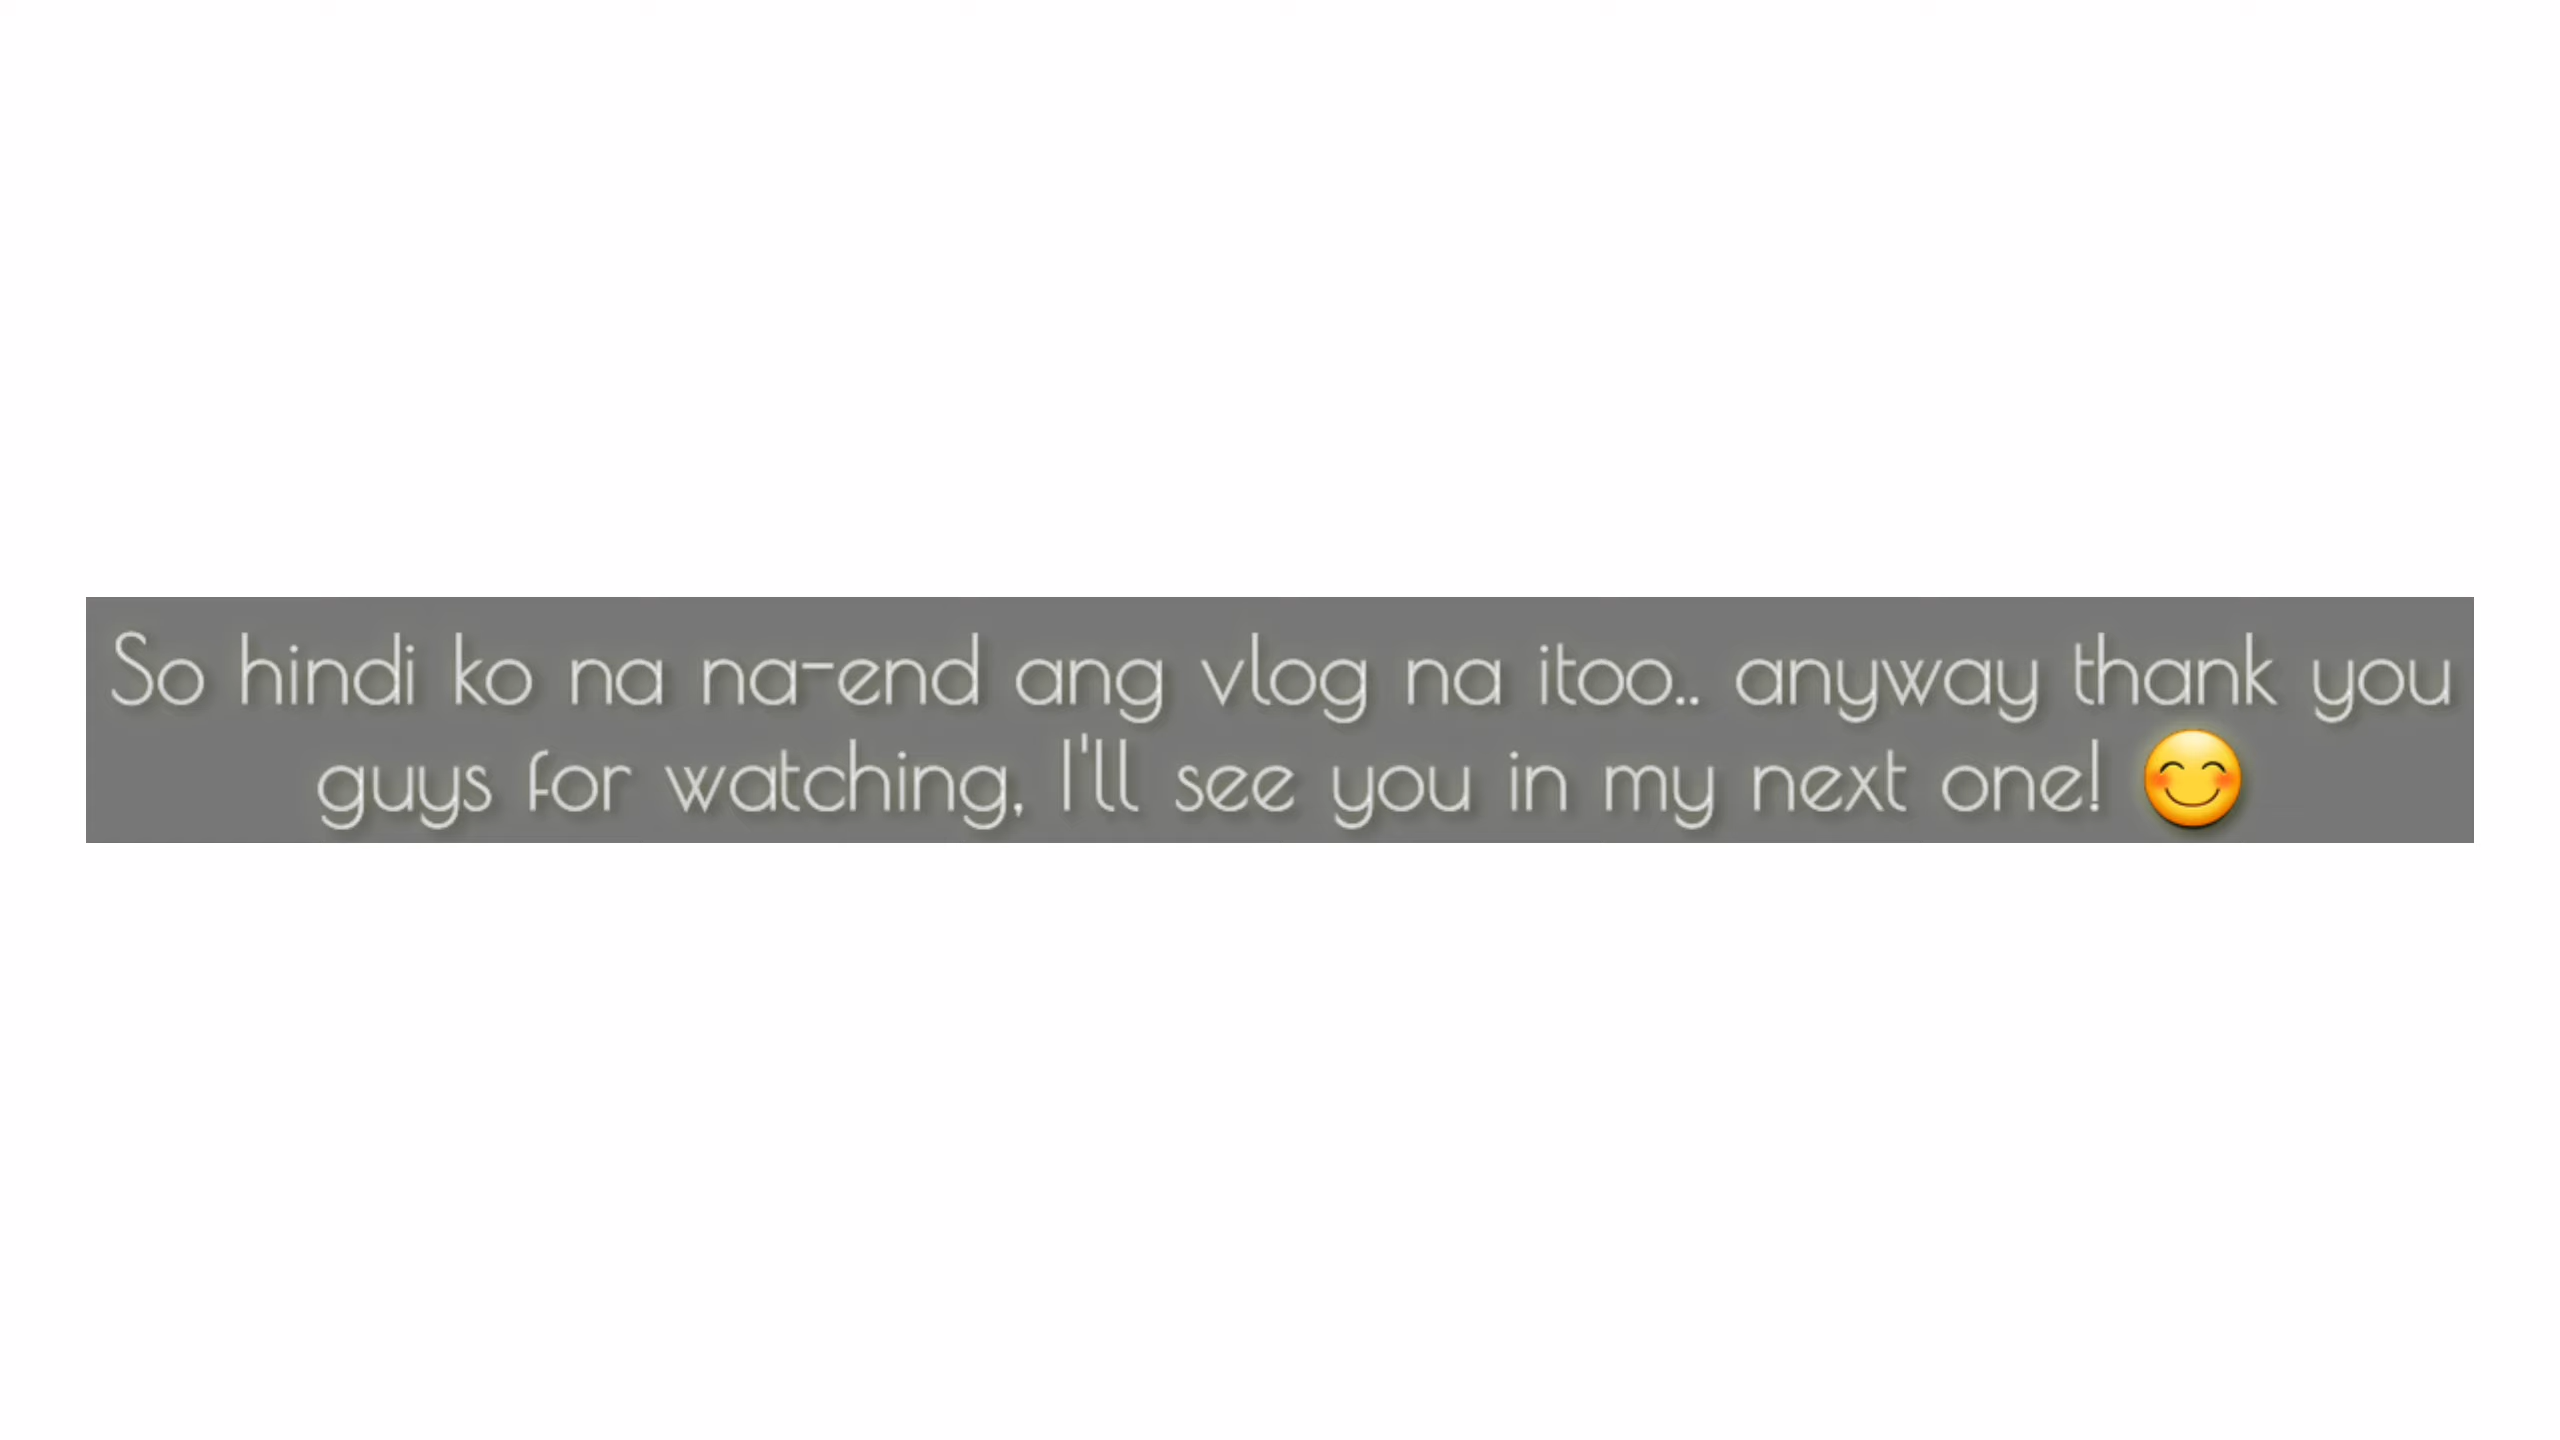 So hindi ko na na-end ang vlog na itoo.. anyway thank you
guys for watching, I'll see you in my next one! 😊